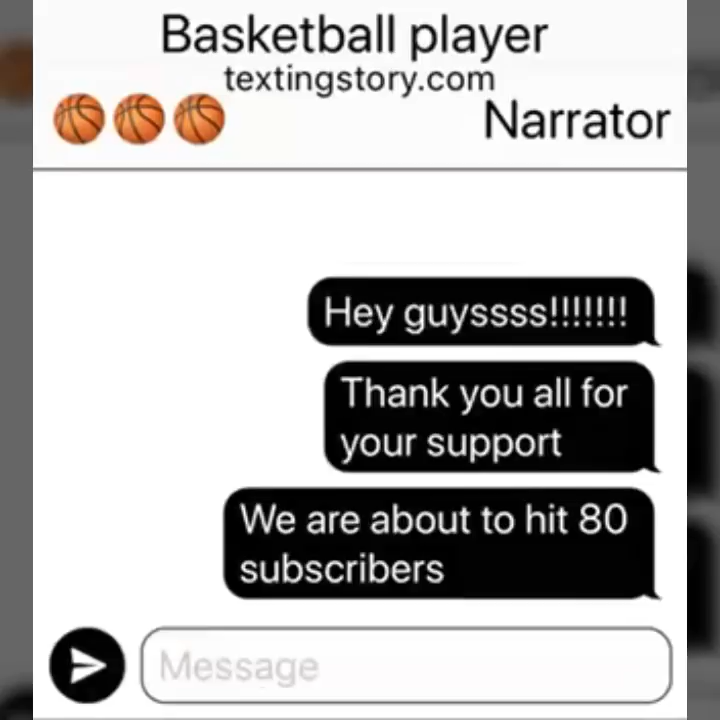 Basketball player
textingstory.com
🏀🏀🏀 Narrator
Hey guyssss!!!!!!!
Thank you all for
your support
We are about to hit 80
subscribers
Message